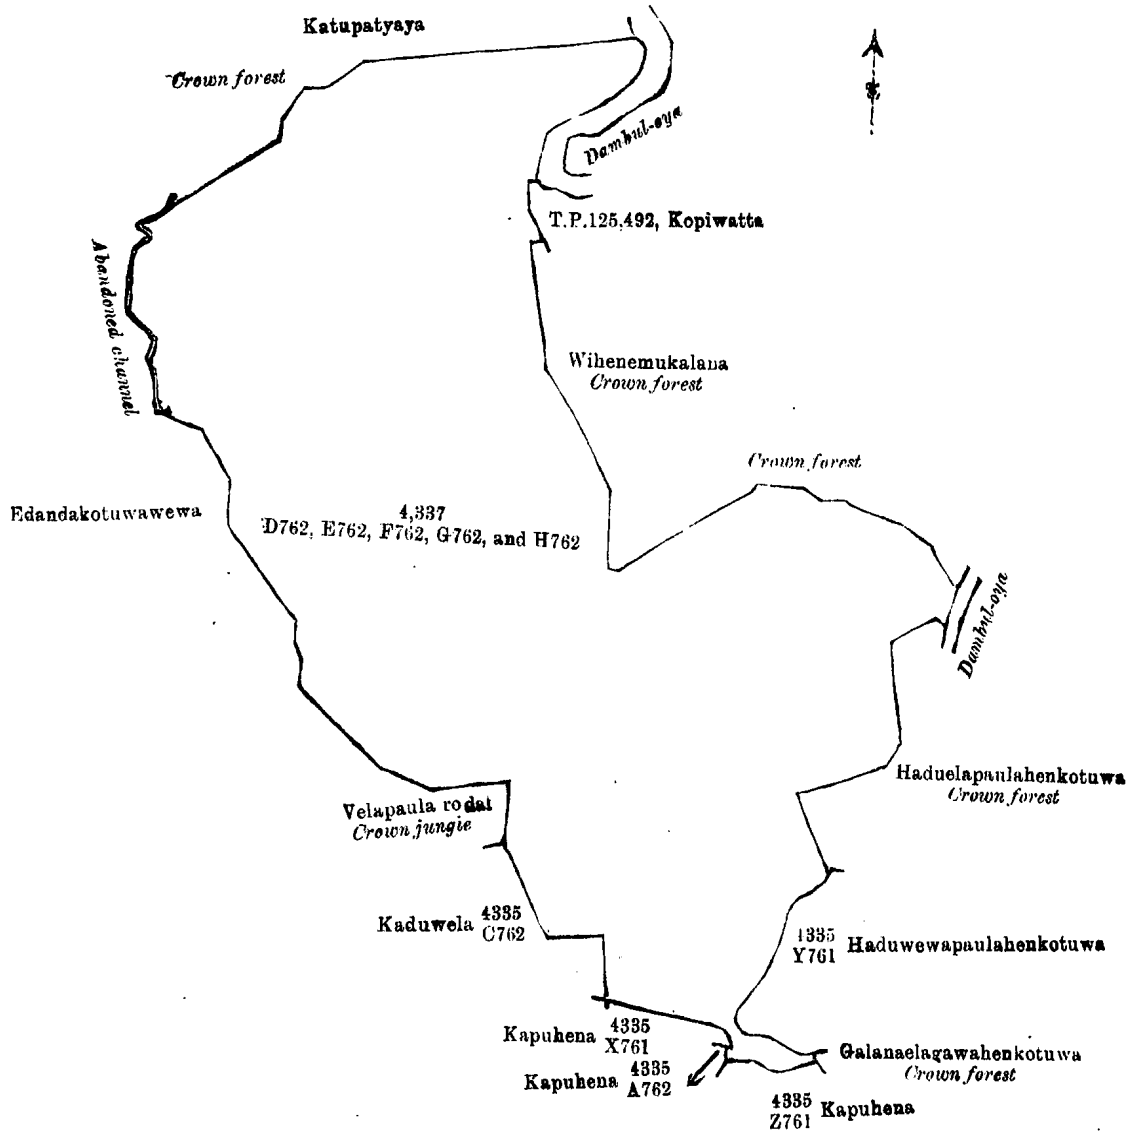 Katupatyaya
Crown forest
Dambul-oya
T.P.125,492, Kopiwatta
Abandoned channel
Wihenemukalana
Crown forest
Crown forest
Edandakotuwawewa
4,337
D762, E762, F762, G762, and H762
Dambul-oya
Haduelapaulahenkotuwa
Crown forest
Velapaula rodai
Crown jungie
Kaduwela 4335
C762
4335
Y761 Haduwewapaulahenkotuwa
Kapuhena 4335
X761
Galanaelagawahenkotuwa
Crown forest
Kapuhena 4335
A762
4335
Z761 Kapuhena